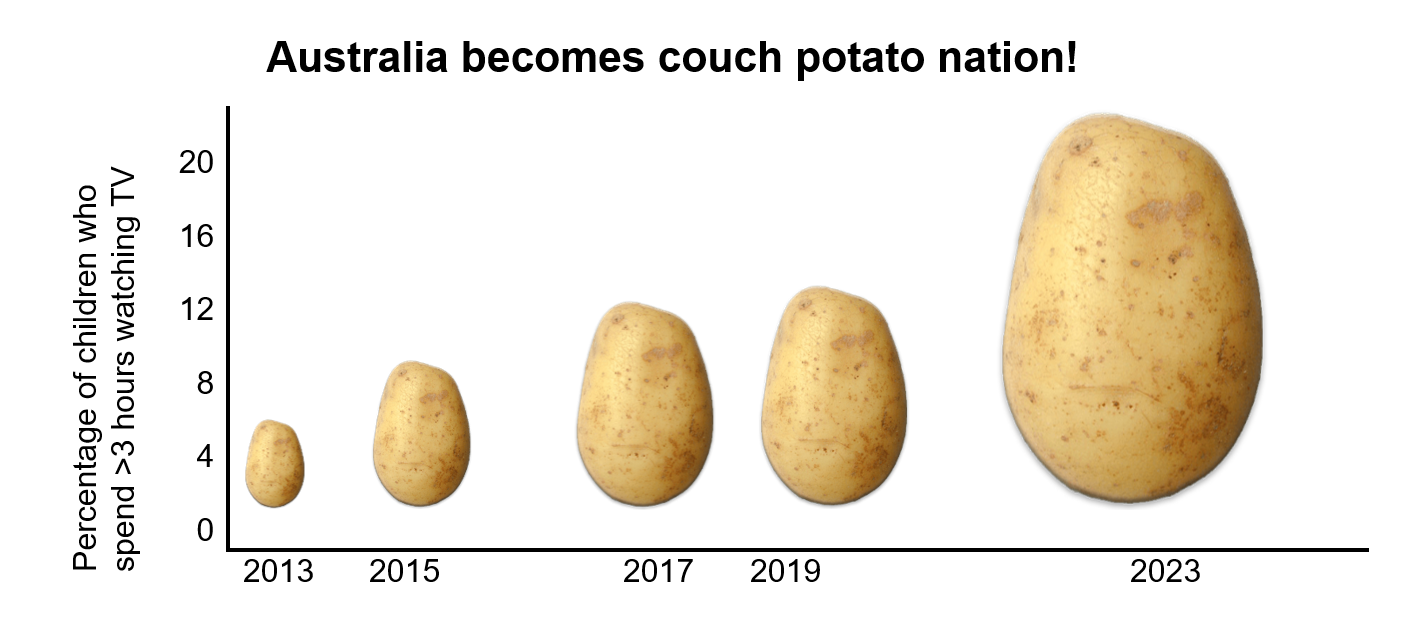 Australia becomes couch potato nation!
Percentage of children who
spend >3 hours watching TV
20
16
12
8
4
0
2013 2015 2017 2019 2023